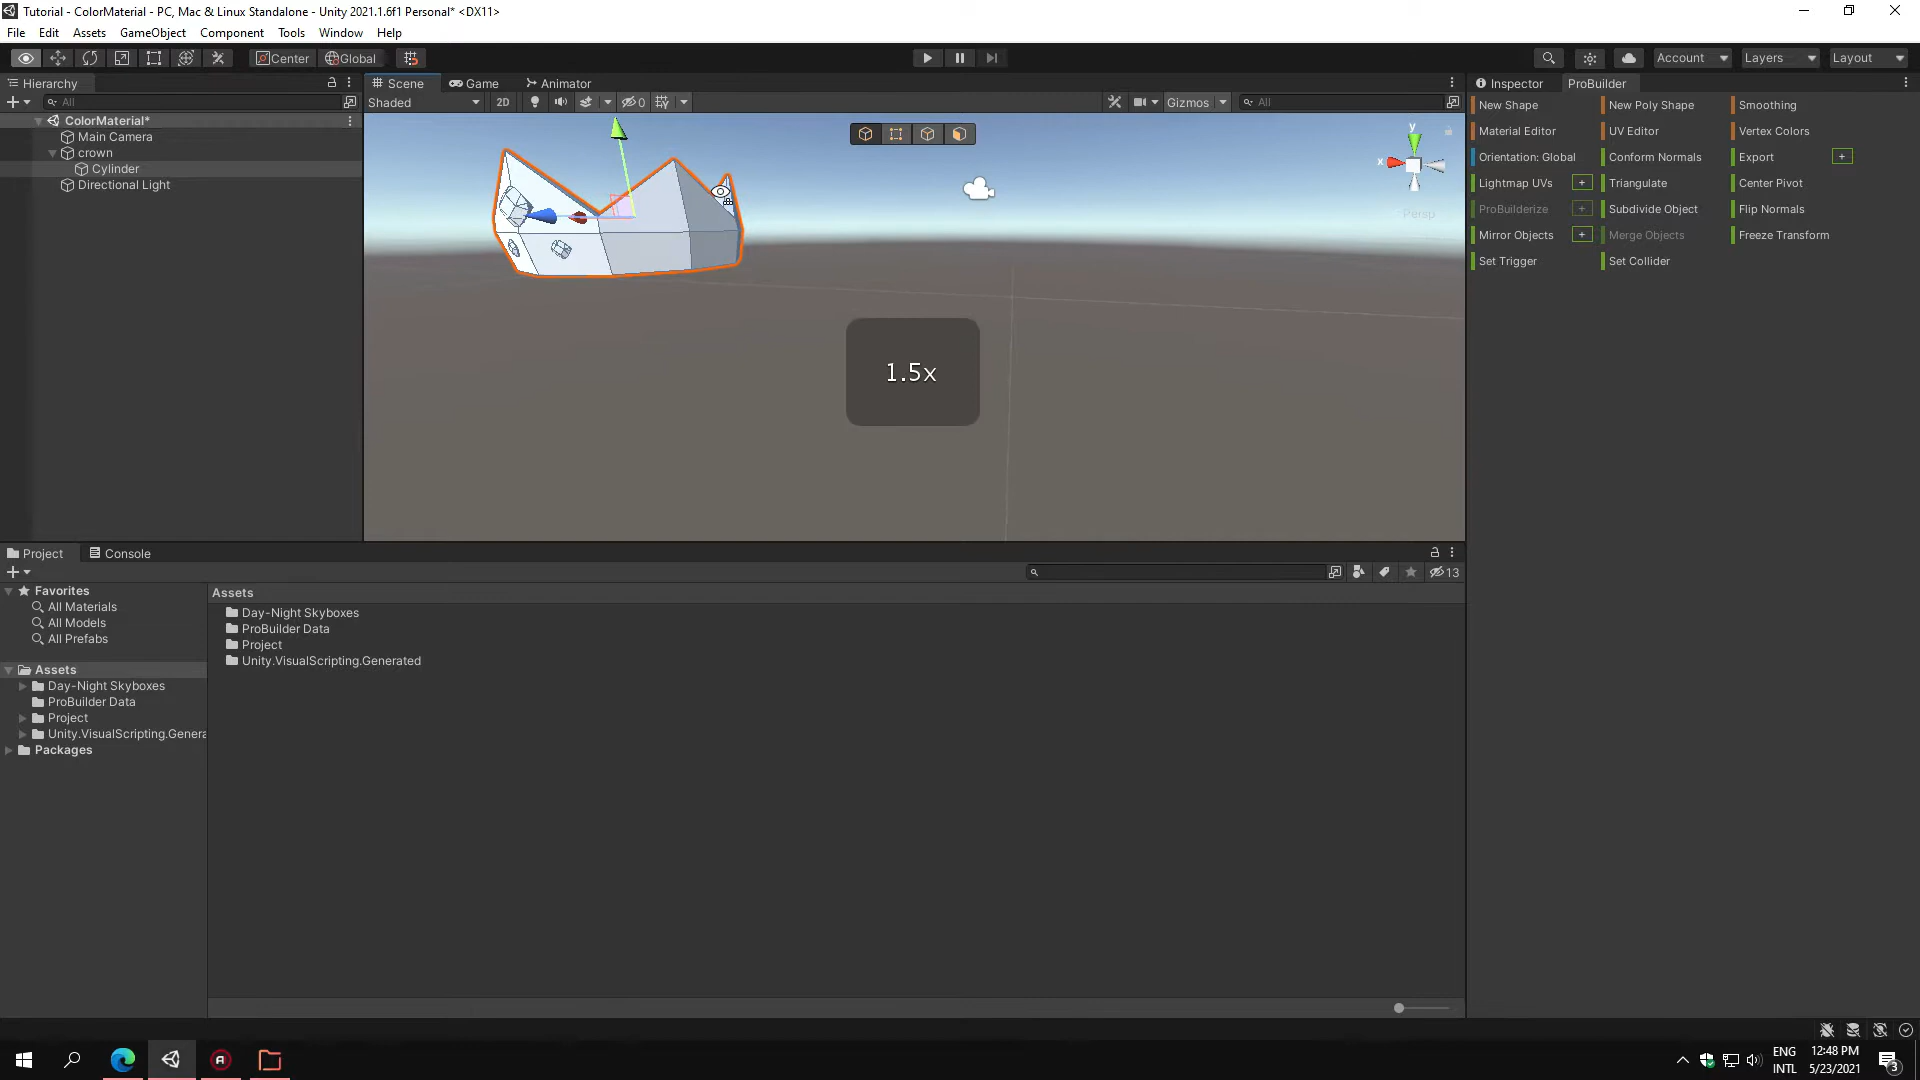 Tutorial - ColorMaterial - PC, Mac & Linux Standalone - Unity 2021.1.6f1 Personal* <DX11>
File Edit Assets GameObject Component Tools Window Help
Center Global Account Layers Layout
Hierarchy Scene Game Animator Inspector ProBuilder
All Shaded 2D 0 Gizmos All
New Shape New Poly Shape Smoothing
ColorMaterial*
Main Camera
crown
Cylinder
Directional Light
y
x
Persp
Material Editor UV Editor Vertex Colors
Orientation: Global Conform Normals Export +
Lightmap UVs + Triangulate Center Pivot
ProBuilderize + Subdivide Object Flip Normals
Mirror Objects + Merge Objects Freeze Transform
Set Trigger Set Collider
1.5x
Project Console
13
Favorites
All Materials
All Models
All Prefabs
Assets
Day-Night Skyboxes
ProBuilder Data
Project
Unity.VisualScripting.Genera
Packages
Assets
Day-Night Skyboxes
ProBuilder Data
Project
Unity.VisualScripting.Generated
ENG
INTL
12:48 PM
5/23/2021
3